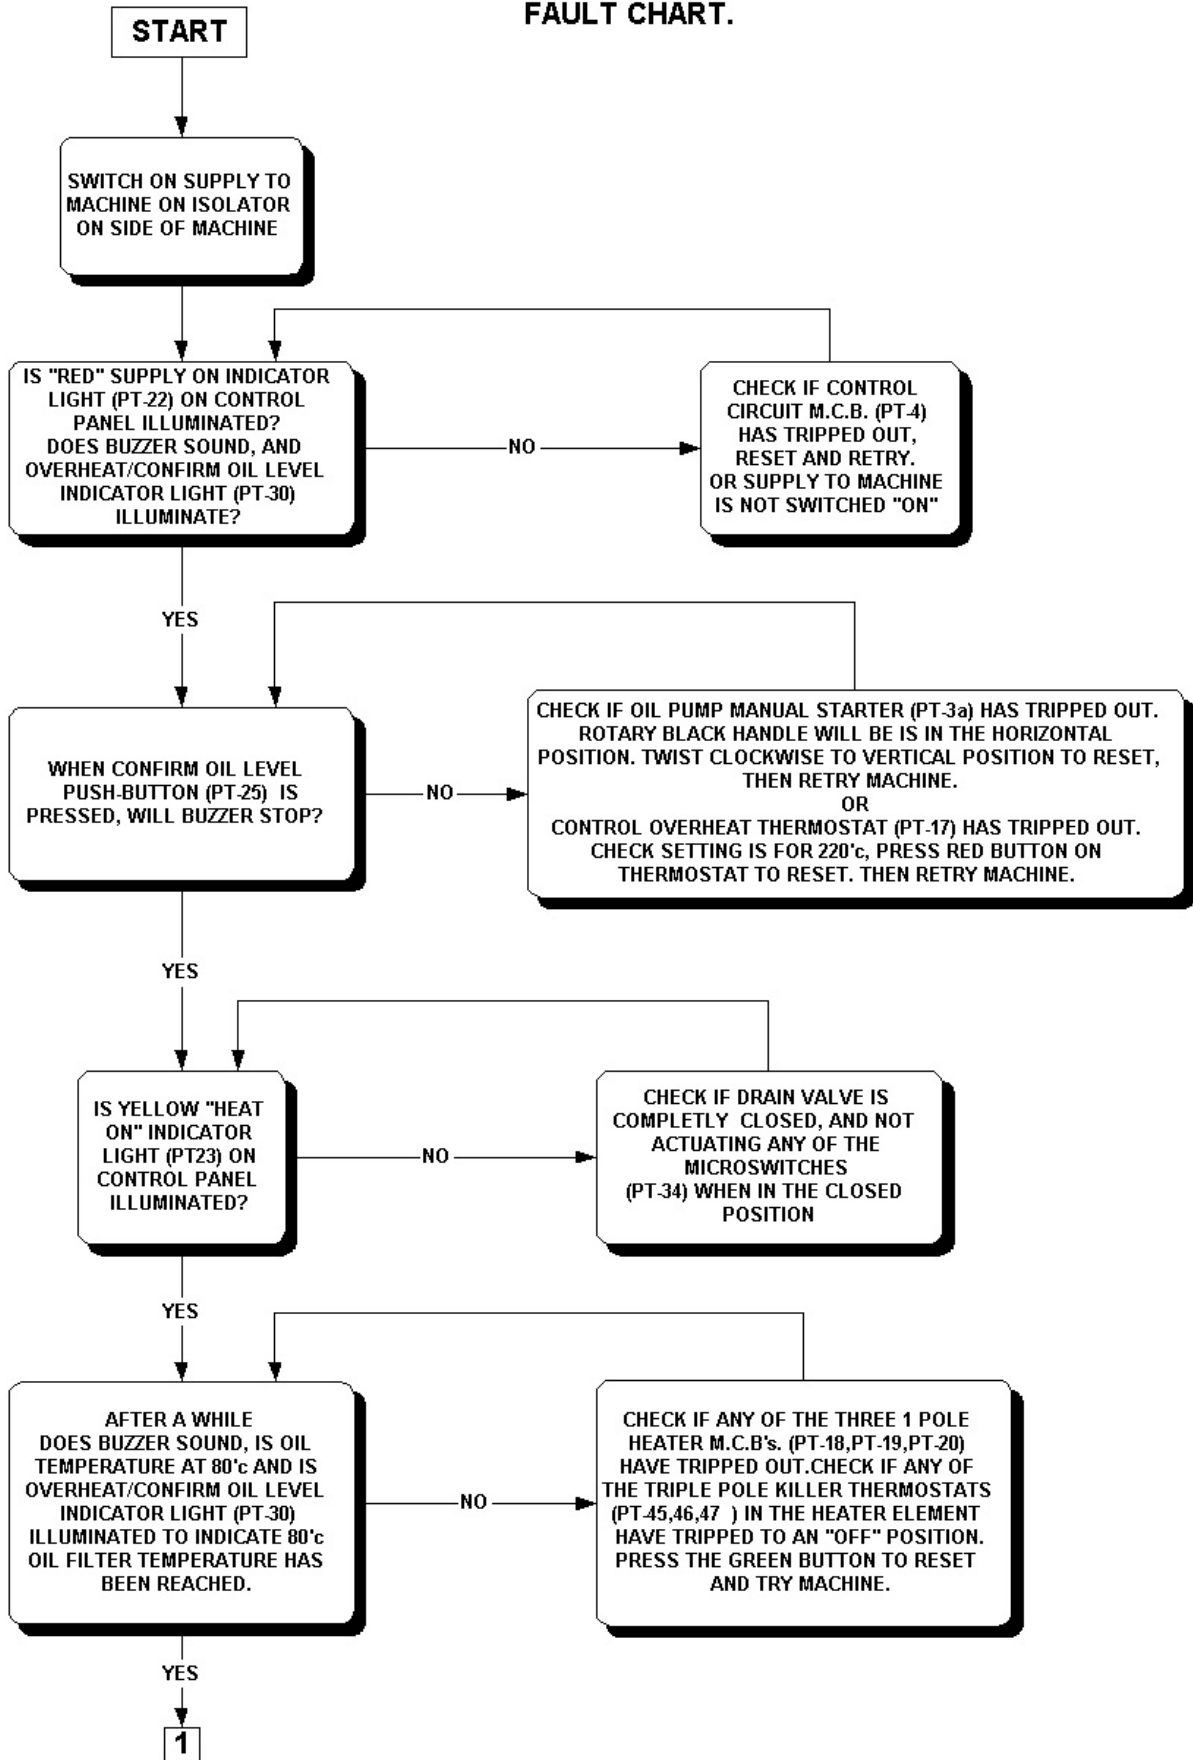 FAULT CHART.
START
SWITCH ON SUPPLY TO
MACHINE ON ISOLATOR
ON SIDE OF MACHINE
IS "RED" SUPPLY ON INDICATOR
LIGHT (PT-22) ON CONTROL
PANEL ILLUMINATED?
DOES BUZZER SOUND, AND
OVERHEAT/CONFIRM OIL LEVEL
INDICATOR LIGHT (PT-30)
ILLUMINATE?
NO
CHECK IF CONTROL
CIRCUIT M.C.B. (PT-4)
HAS TRIPPED OUT,
RESET AND RETRY.
OR SUPPLY TO MACHINE
IS NOT SWITCHED "ON"
YES
WHEN CONFIRM OIL LEVEL
PUSH-BUTTON (PT-25) IS
PRESSED, WILL BUZZER STOP?
NO
CHECK IF OIL PUMP MANUAL STARTER (PT-3a) HAS TRIPPED OUT.
ROTARY BLACK HANDLE WILL BE IS IN THE HORIZONTAL
POSITION. TWIST CLOCKWISE TO VERTICAL POSITION TO RESET,
THEN RETRY MACHINE.
OR
CONTROL OVERHEAT THERMOSTAT (PT-17) HAS TRIPPED OUT.
CHECK SETTING IS FOR 220'c, PRESS RED BUTTON ON
THERMOSTAT TO RESET. THEN RETRY MACHINE.
YES
IS YELLOW "HEAT
ON" INDICATOR
LIGHT (PT23) ON
CONTROL PANEL
ILLUMINATED?
NO
CHECK IF DRAIN VALVE IS
COMPLETLY CLOSED, AND NOT
ACTUATING ANY OF THE
MICROSWITCHES
(PT-34) WHEN IN THE CLOSED
POSITION
YES
AFTER A WHILE
DOES BUZZER SOUND, IS OIL
TEMPERATURE AT 80'c AND IS
OVERHEAT/CONFIRM OIL LEVEL
INDICATOR LIGHT (PT-30)
ILLUMINATED TO INDICATE 80'c
OIL FILTER TEMPERATURE HAS
BEEN REACHED.
NO
CHECK IF ANY OF THE THREE 1 POLE
HEATER M.C.B's. (PT-18,PT-19,PT-20)
HAVE TRIPPED OUT.CHECK IF ANY OF
THE TRIPLE POLE KILLER THERMOSTATS
(PT-45,46,47 ) IN THE HEATER ELEMENT
HAVE TRIPPED TO AN "OFF" POSITION.
PRESS THE GREEN BUTTON TO RESET
AND TRY MACHINE.
YES
1